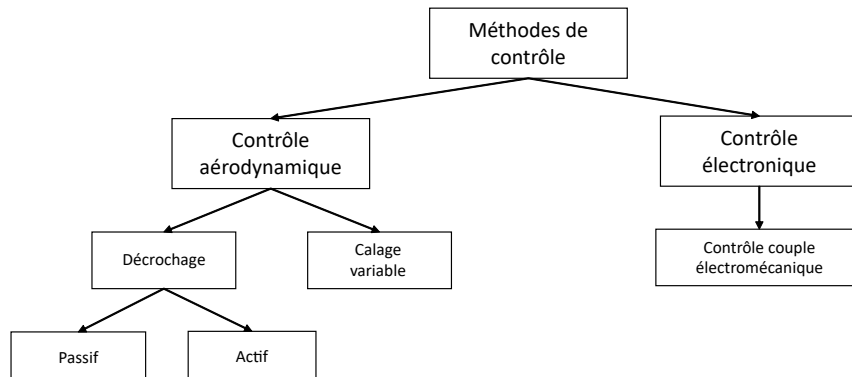 Méthodes de
contrôle
Contrôle
aérodynamique
Contrôle
électronique
Décrochage
Calage
variable
Contrôle couple
électromécanique
Passif
Actif